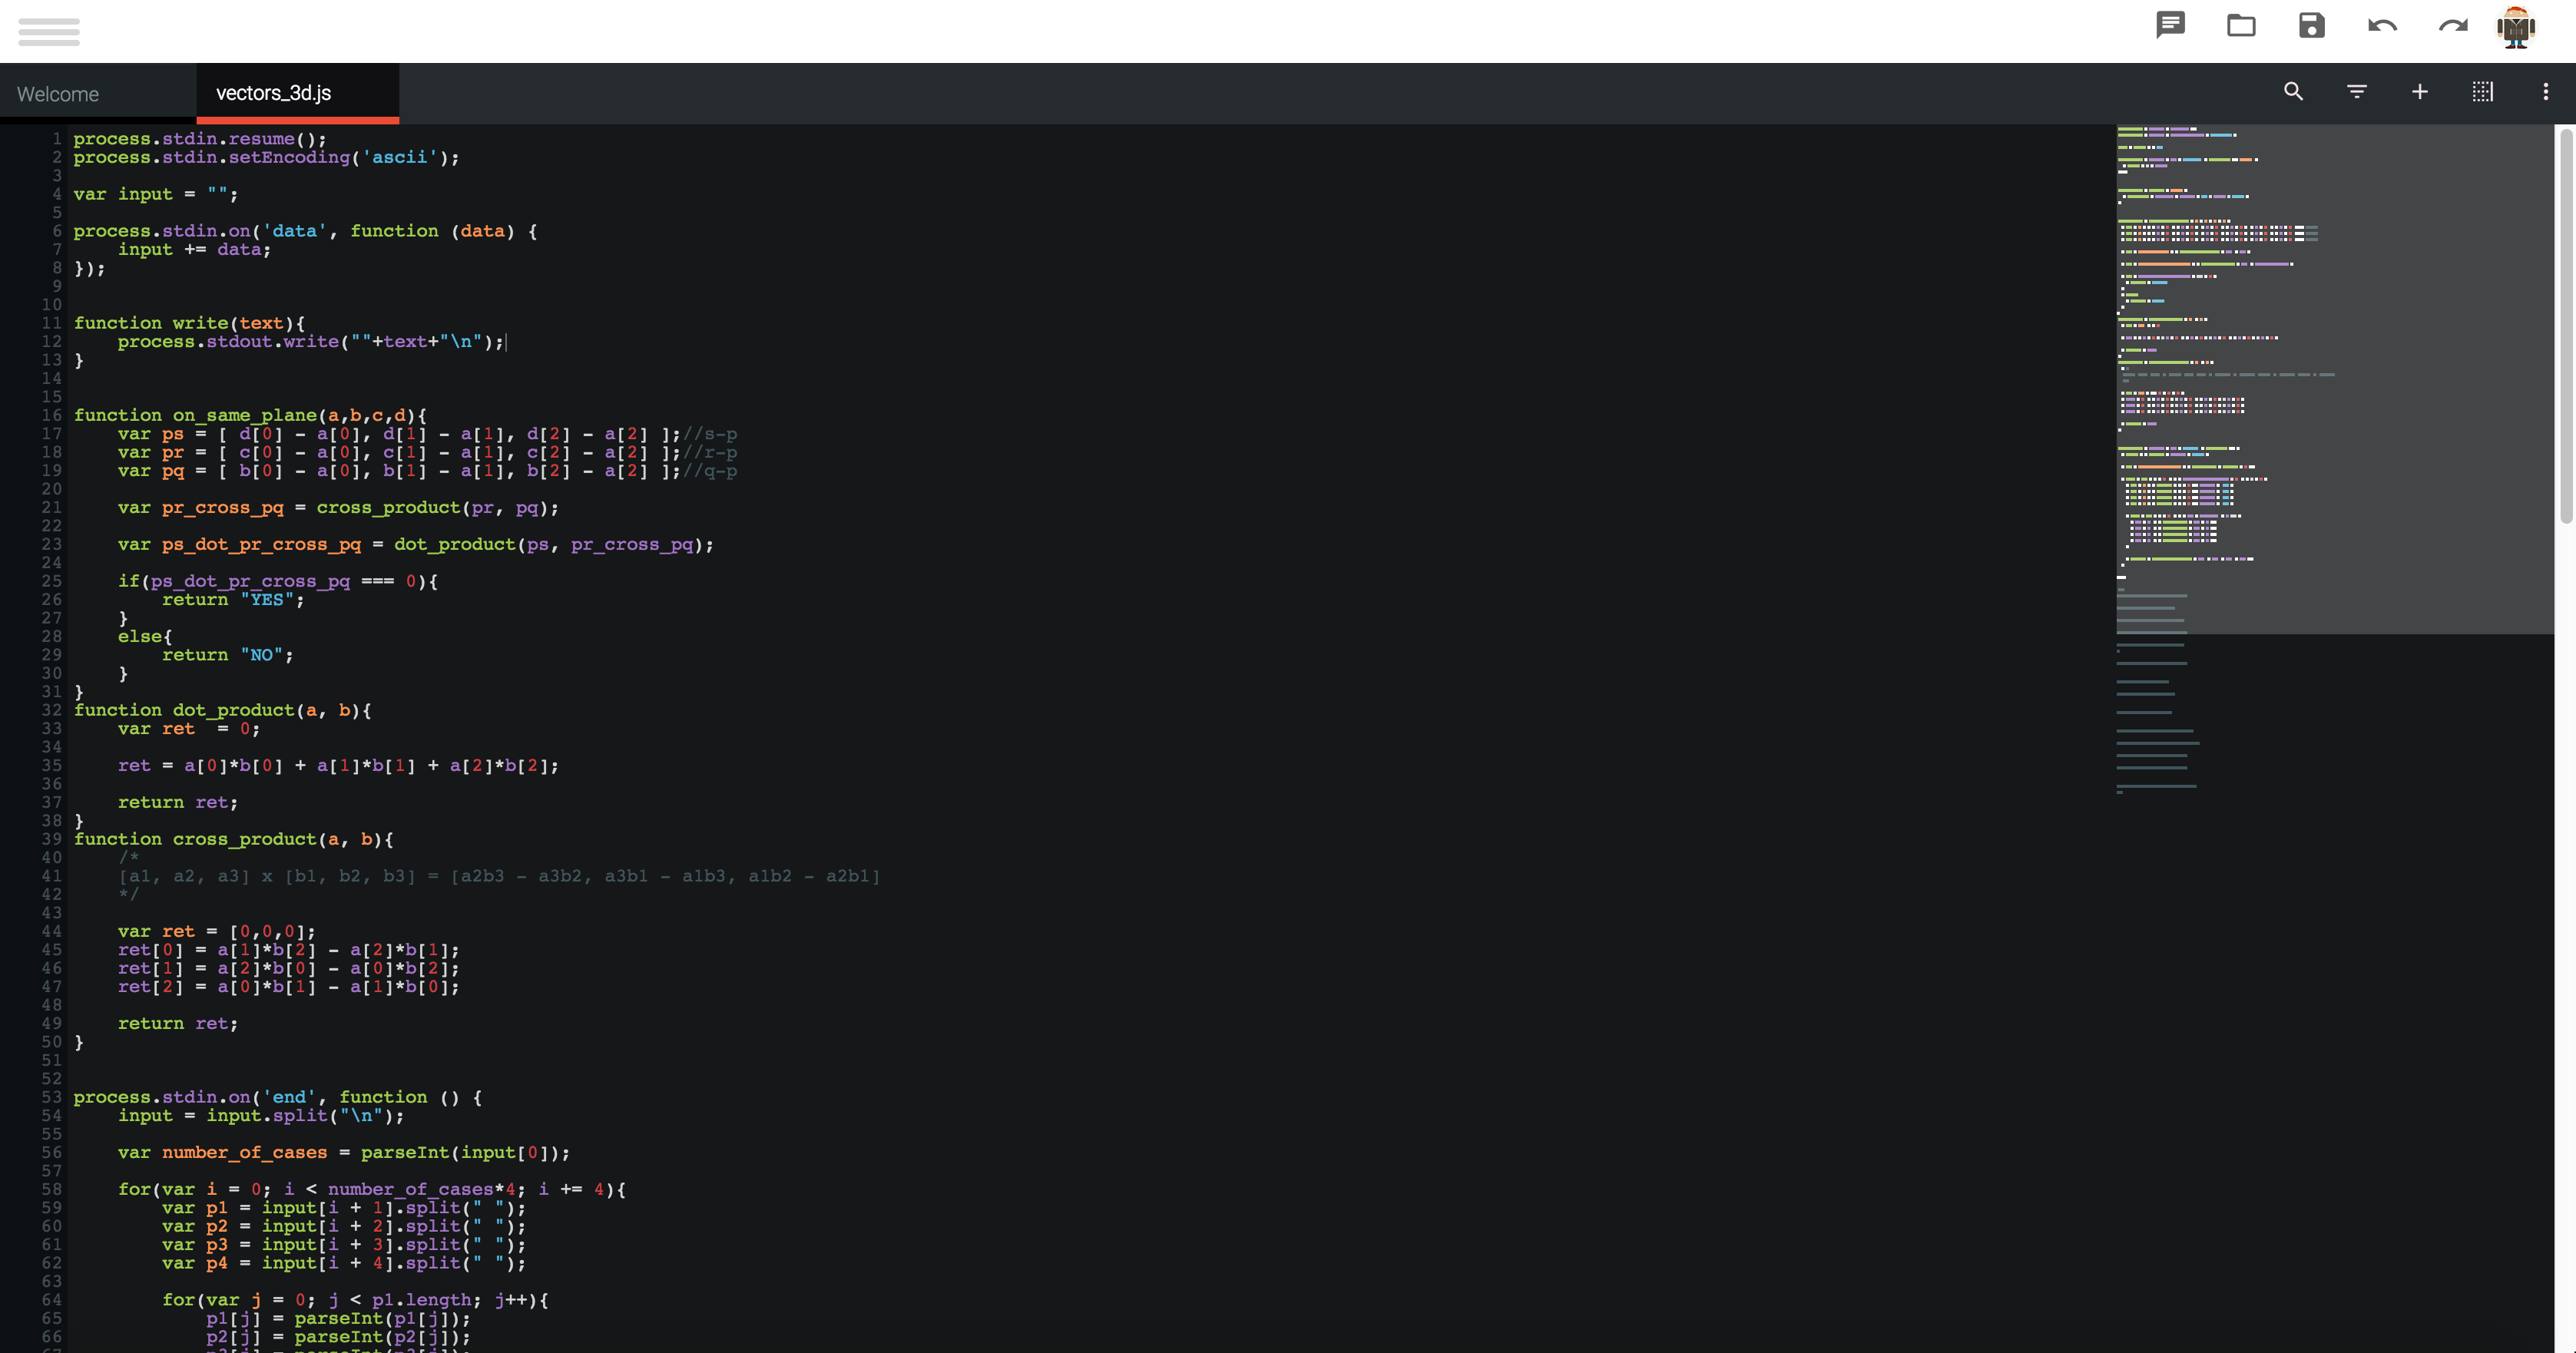 Welcome
vectors_3d.js
1 process.stdin.resume();
2 process.stdin.setEncoding('ascii');
3
4 var input = "";
5
6 process.stdin.on('data', function (data) {
7     input += data;
8 });
9
10
11 function write(text){
12     process.stdout.write(""+text+"\n");
13 }
14
15
16 function on_same_plane(a,b,c,d){
17     var ps = [ d[0] - a[0], d[1] - a[1], d[2] - a[2] ];//s-p
18     var pr = [ c[0] - a[0], c[1] - a[1], c[2] - a[2] ];//r-p
19     var pq = [ b[0] - a[0], b[1] - a[1], b[2] - a[2] ];//q-p
20
21     var pr_cross_pq = cross_product(pr, pq);
22
23     var ps_dot_pr_cross_pq = dot_product(ps, pr_cross_pq);
24
25     if(ps_dot_pr_cross_pq === 0){
26         return "YES";
27     }
28     else{
29         return "NO";
30     }
31 }
32 function dot_product(a, b){
33     var ret  = 0;
34
35     ret = a[0]*b[0] + a[1]*b[1] + a[2]*b[2];
36
37     return ret;
38 }
39 function cross_product(a, b){
40     /*
41     [a1, a2, a3] x [b1, b2, b3] = [a2b3 - a3b2, a3b1 - a1b3, a1b2 - a2b1]
42     */
43
44     var ret = [0,0,0];
45     ret[0] = a[1]*b[2] - a[2]*b[1];
46     ret[1] = a[2]*b[0] - a[0]*b[2];
47     ret[2] = a[0]*b[1] - a[1]*b[0];
48
49     return ret;
50 }
51
52
53 process.stdin.on('end', function () {
54     input = input.split("\n");
55
56     var number_of_cases = parseInt(input[0]);
57
58     for(var i = 0; i < number_of_cases*4; i += 4){
59         var p1 = input[i + 1].split(" ");
60         var p2 = input[i + 2].split(" ");
61         var p3 = input[i + 3].split(" ");
62         var p4 = input[i + 4].split(" ");
63
64         for(var j = 0; j < p1.length; j++){
65             p1[j] = parseInt(p1[j]);
66             p2[j] = parseInt(p2[j]);